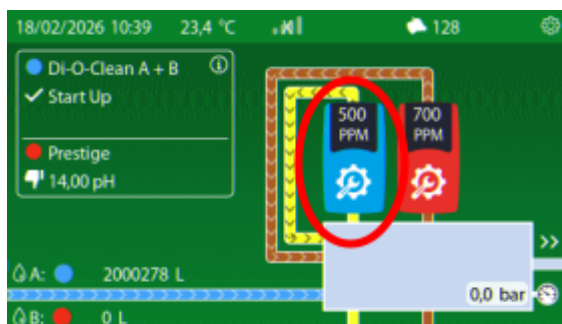 18/02/2026 10:39 23,4 °C 128
Di-O-Clean A + B
Start Up
Prestige
14,00 pH
500
PPM
700
PPM
>>
A: 2000278 L
0,0 bar
B: 0 L